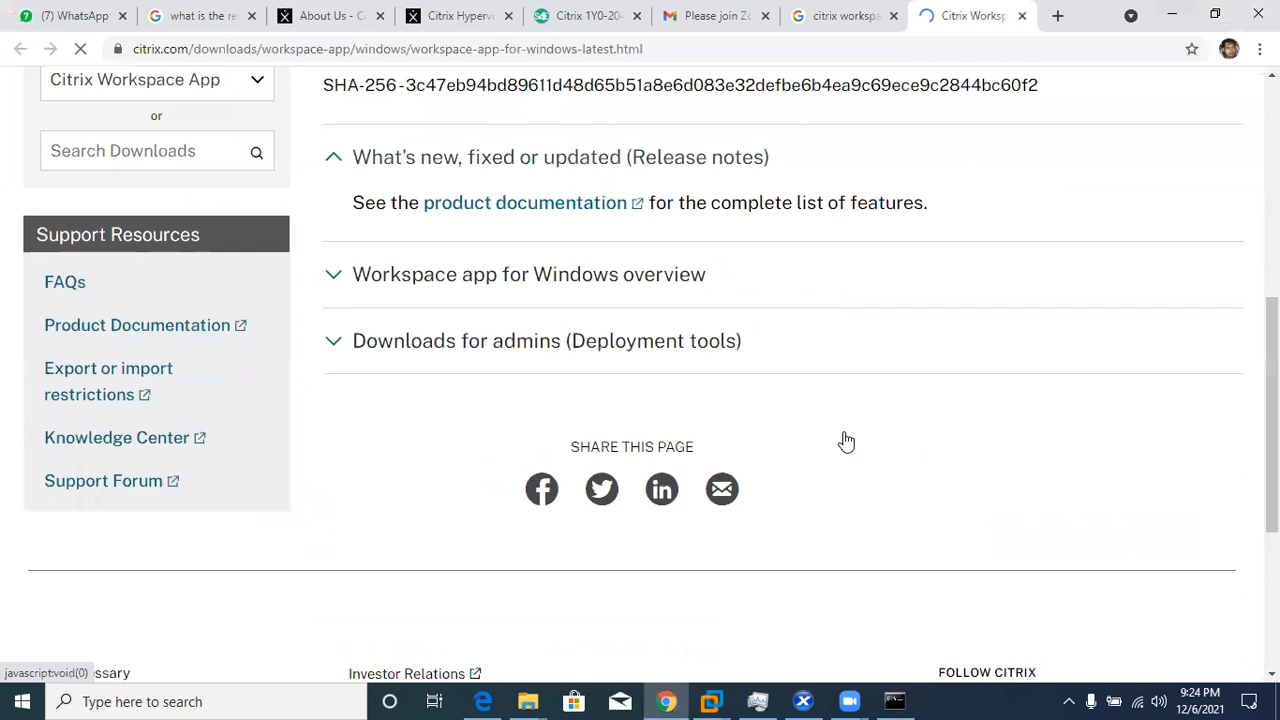 (7) WhatsApp
what is the re
About Us - C
Citrix Hyperv
Citrix 1Y0-20
Please join Zo
citrix workspa
Citrix Worksp
citrix.com/downloads/workspace-app/windows/workspace-app-for-windows-latest.html
Citrix Workspace App
or
Search Downloads
SHA-256 - 3c47eb94bd89611d48d65b51a8e6d083e32defbe6b4ea9c69ece9c2844bc60f2
What's new, fixed or updated (Release notes)
See the product documentation for the complete list of features.
Support Resources
Workspace app for Windows overview
FAQs
Product Documentation
Downloads for admins (Deployment tools)
Export or import
restrictions
Knowledge Center
SHARE THIS PAGE
Support Forum
javascript:void(0)
ssary
Investor Relations
FOLLOW CITRIX
Type here to search
9:24 PM
12/6/2021